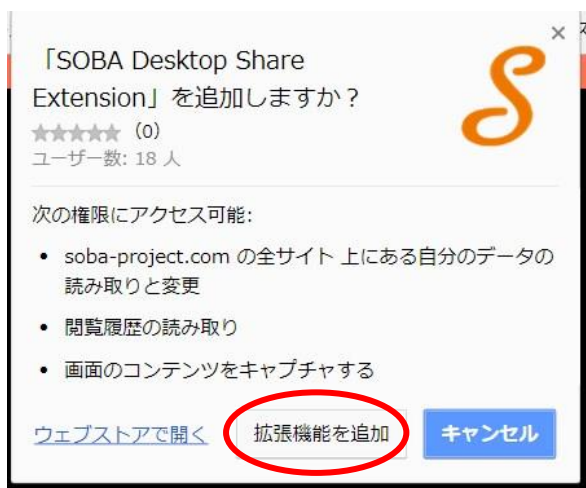 「SOBA Desktop Share
Extension」を追加しますか？
★★★★★ (0)
ユーザー数: 18 人
次の権限にアクセス可能:
• soba-project.com の全サイト 上にある自分のデータの
読み取りと変更
• 閲覧履歴の読み取り
• 画面のコンテンツをキャプチャする
ウェブストアで開く 拡張機能を追加 キャンセル